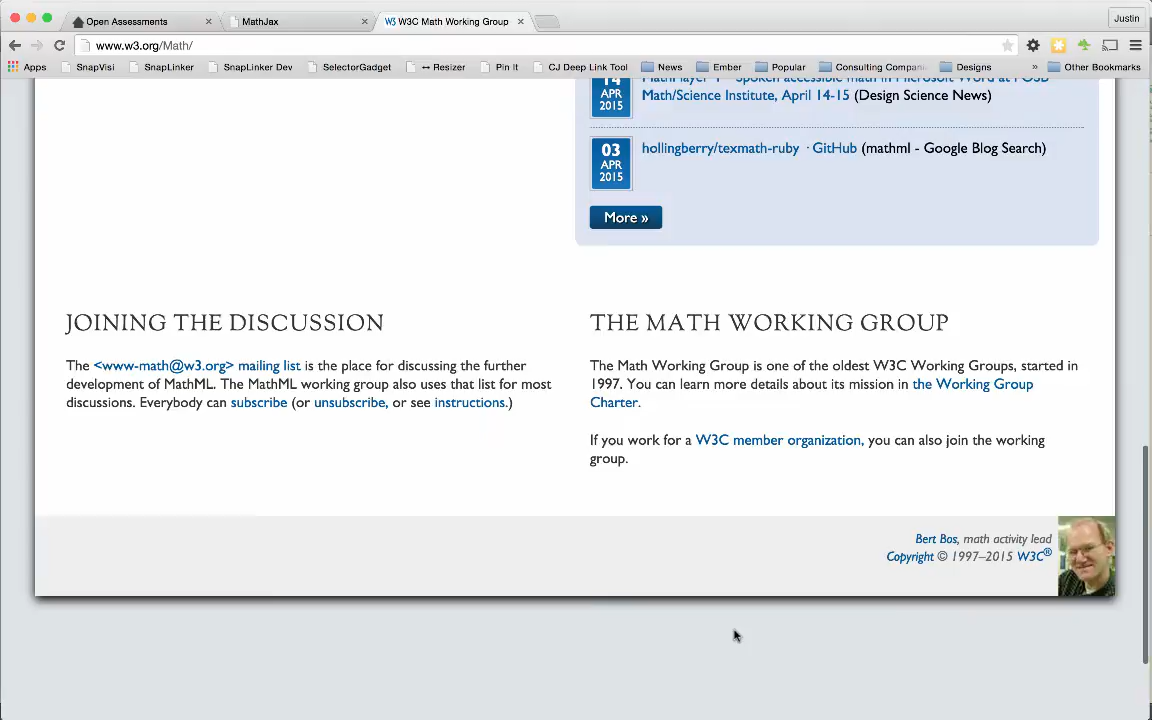 Open Assessments
MathJax
W3C Math Working Group
Justin
www.w3.org/Math/
Apps
SnapVisi
SnapLinker
SnapLinker Dev
SelectorGadget
↔ Resizer
Pin It
CJ Deep Link Tool
News
Ember
Popular
Consulting Compani
Designs
»
Other Bookmarks
14
APR
2015
Math/Science Institute, April 14-15 (Design Science News)
03
APR
2015
hollingberry/texmath-ruby · GitHub (mathml - Google Blog Search)
More »
JOINING THE DISCUSSION
The <www-math@w3.org> mailing list is the place for discussing the further
development of MathML. The MathML working group also uses that list for most
discussions. Everybody can subscribe (or unsubscribe, or see instructions.)
THE MATH WORKING GROUP
The Math Working Group is one of the oldest W3C Working Groups, started in
1997. You can learn more details about its mission in the Working Group
Charter.
If you work for a W3C member organization, you can also join the working
group.
Bert Bos, math activity lead
Copyright © 1997–2015 W3C®